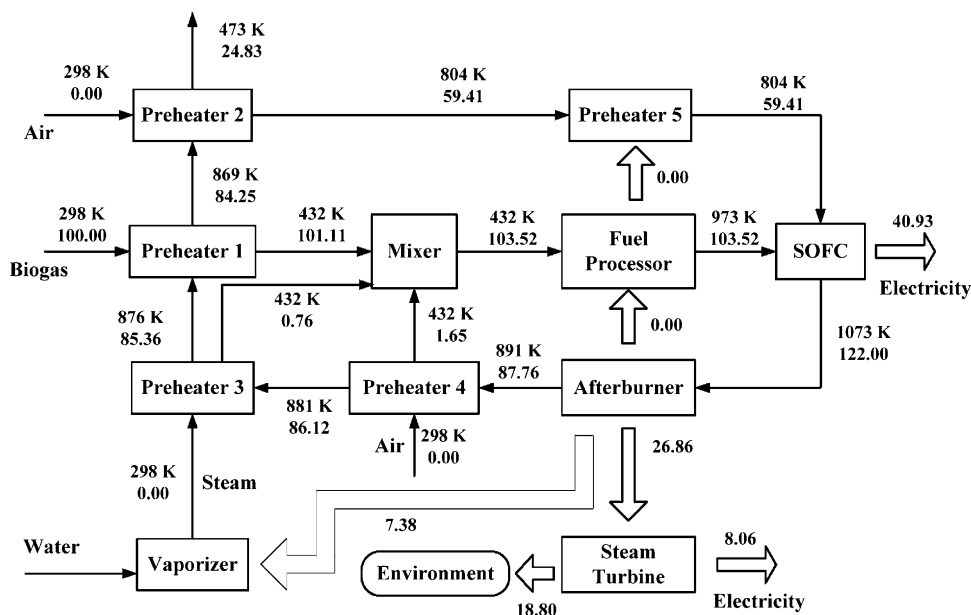 473 K
24.83
298 K
0.00
Air
Preheater 2
804 K
59.41
Preheater 5
804 K
59.41
869 K
84.25
0.00
298 K
100.00
Biogas
Preheater 1
432 K
101.11
Mixer
432 K
103.52
Fuel
Processor
973 K
103.52
SOFC
40.93
Electricity
876 K
85.36
432 K
0.76
432 K
1.65
0.00
1073 K
122.00
Preheater 3
881 K
86.12
Preheater 4
891 K
87.76
Afterburner
Air
298 K
0.00
26.86
298 K
0.00
Steam
7.38
Water
Vaporizer
Environment
18.80
Steam
Turbine
8.06
Electricity